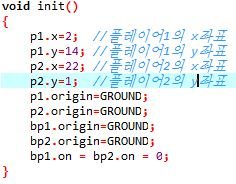 void init()
{
p1.x=2; //플레이어1의 x좌표
p1.y=14; //플레이어1의 y좌표
p2.x=22; //플레이어2의 x좌표
p2.y=1; //플레이어2의 y좌표
p1.origin=GROUND;
p2.origin=GROUND;
bp1.origin=GROUND;
bp2.origin=GROUND;
bp1.on = bp2.on = 0;
}